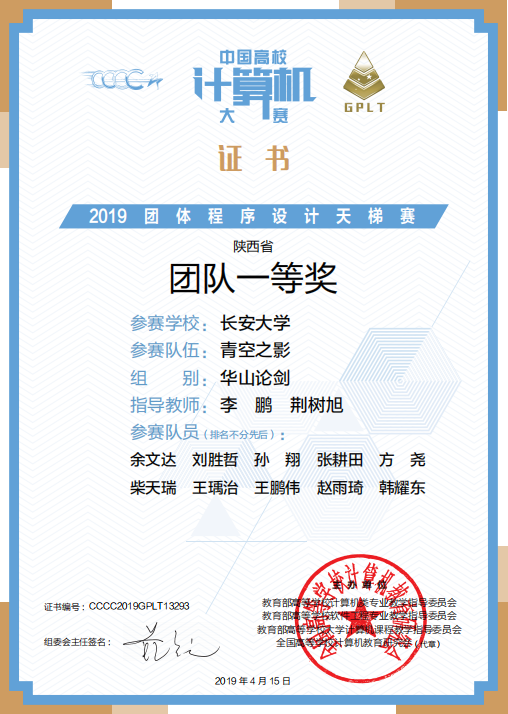 CCCC
中国高校
计算机
大 赛
GPLT
证 书
2019 团 体 程 序 设 计 天 梯 赛
陕西省
团队一等奖
参赛学校：长安大学
参赛队伍：青空之影
组 别：华山论剑
指导教师：李 鹏 荆树旭
参赛队员（排名不分先后）：
余文达 刘胜哲 孙 翔 张耕田 方 尧
柴天瑞 王瑀治 王鹏伟 赵雨琦 韩耀东
主 办 单 位
教育部高等学校计算机类专业教学指导委员会
教育部高等学校软件工程专业教学指导委员会
教育部高等学校大学计算机课程教学指导委员会
全国高等学校计算机教育研究会（代章）
证书编号：CCCC2019GPLT13293
组委会主任签名：
2019 年 4 月 15 日